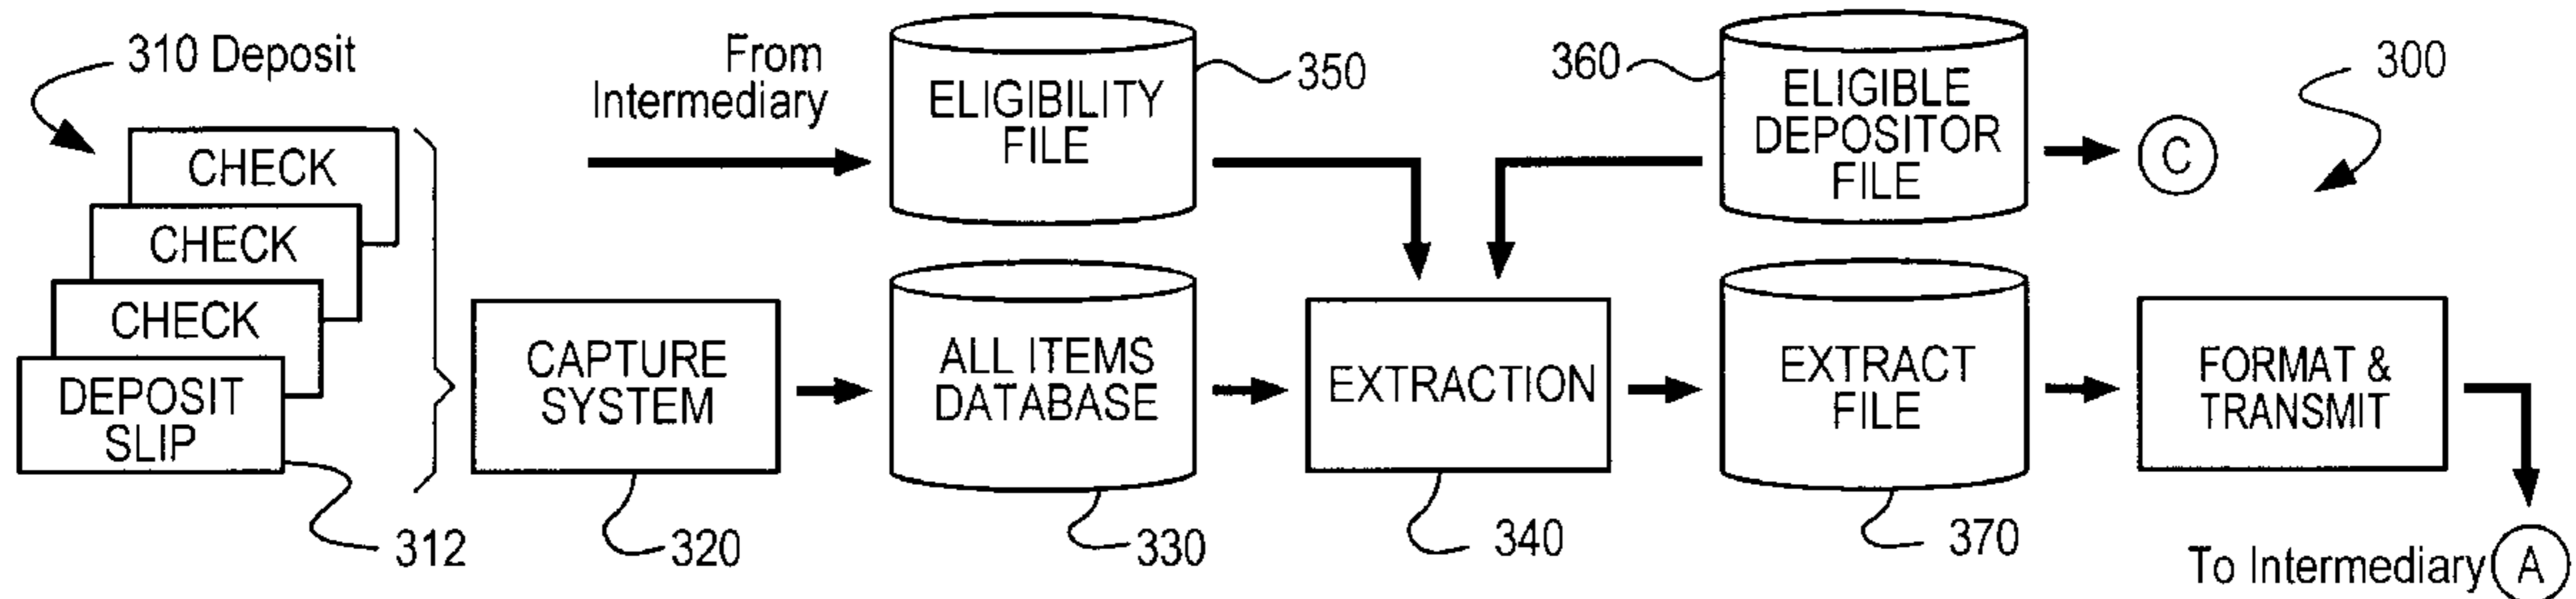 310 Deposit
CHECK
CHECK
CHECK
DEPOSIT
SLIP
312
From
Intermediary
ELIGIBILITY
FILE
350
360
ELIGIBLE
DEPOSITOR
FILE
C
300
CAPTURE
SYSTEM
320
ALL ITEMS
DATABASE
330
EXTRACTION
340
EXTRACT
FILE
370
FORMAT &
TRANSMIT
To Intermediary A